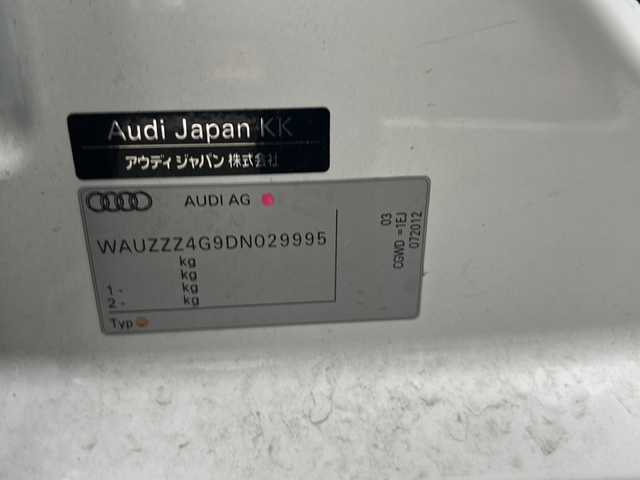 Audi Japan KK
アウディ ジャパン 株式会社
AUDI AG
WAUZZZ4G9DN029995
kg
kg
1 - kg
2 - kg
Typ
03
CGWD =1EJ
072012